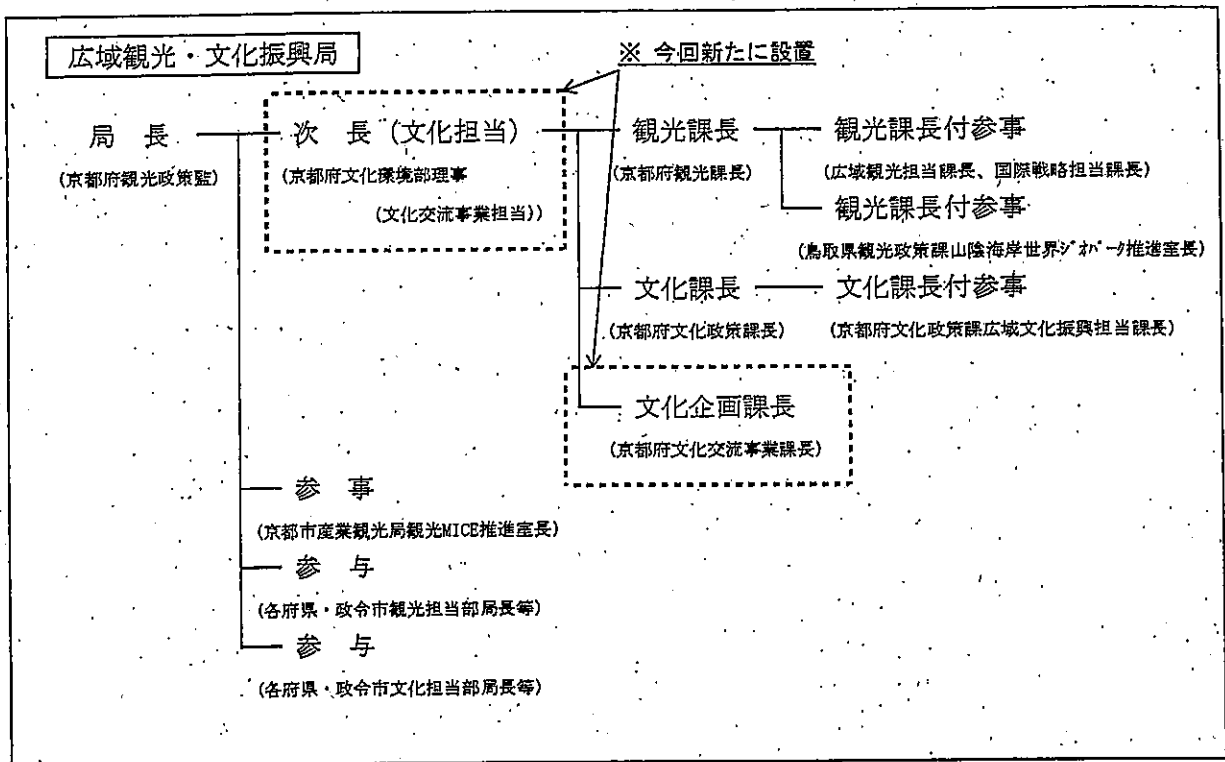 広域観光・文化振興局
※ 今回新たに設置
局 長
(京都府観光政策監)
次 長 (文化担当)
(京都府文化環境部理事
(文化交流事業担当))
観光課長
(京都府観光課長)
観光課長付参事
(広域観光担当課長、国際戦略担当課長)
観光課長付参事
(鳥取県観光政策課山陰海岸世界ジオパーク推進室長)
文化課長
(京都府文化政策課長)
文化課長付参事
(京都府文化政策課広域文化振興担当課長)
文化企画課長
(京都府文化交流事業課長)
参 事
(京都市産業観光局観光MICE推進室長)
参 与
(各府県・政令市観光担当部局長等)
参 与
(各府県・政令市文化担当部局長等)